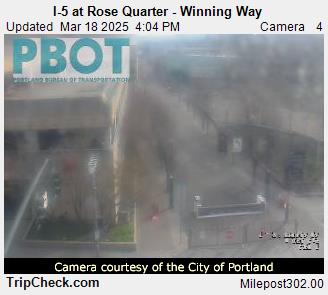 I-5 at Rose Quarter - Winning Way
Updated Mar 18 2025 4:04 PM Camera 4
PBOT
PORTLAND BUREAU OF TRANSPORTATION
Camera courtesy of the City of Portland
TripCheck.com Milepost302.00